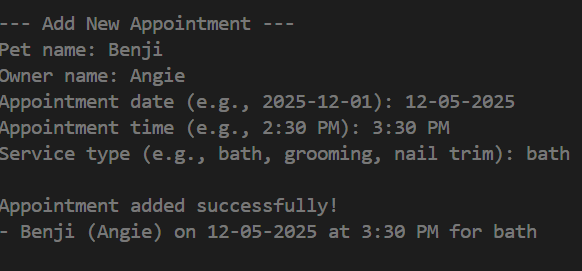 --- Add New Appointment ---
Pet name: Benji
Owner name: Angie
Appointment date (e.g., 2025-12-01): 12-05-2025
Appointment time (e.g., 2:30 PM): 3:30 PM
Service type (e.g., bath, grooming, nail trim): bath
Appointment added successfully!
- Benji (Angie) on 12-05-2025 at 3:30 PM for bath